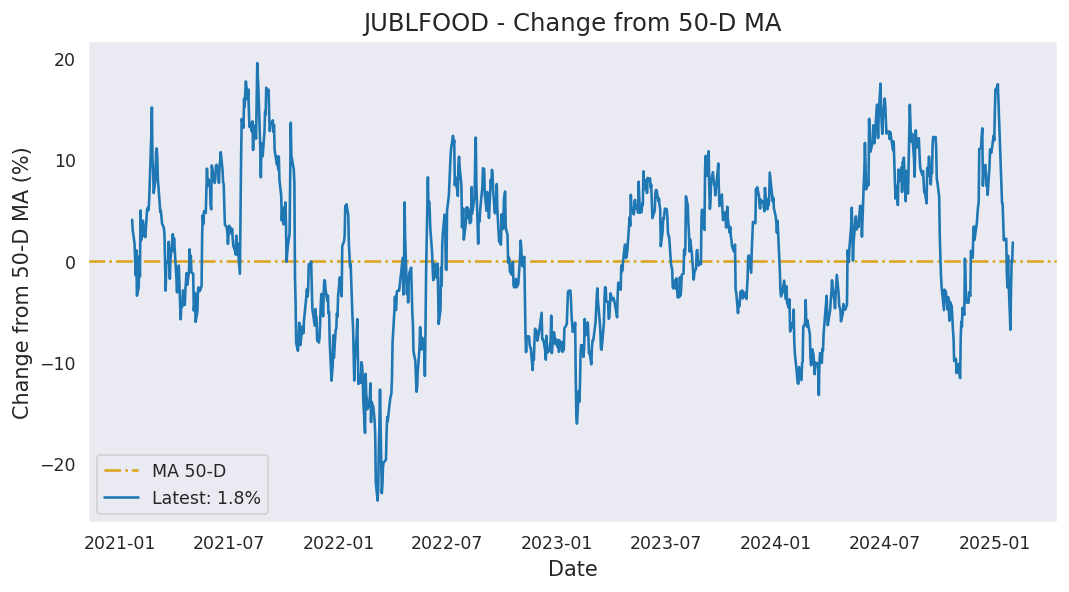 JUBLFOOD - Change from 50-D MA
Change from 50-D MA (%)
20
10
0
−10
−20
MA 50-D
Latest: 1.8%
2021-01 2021-07 2022-01 2022-07 2023-01 2023-07 2024-01 2024-07 2025-01
Date